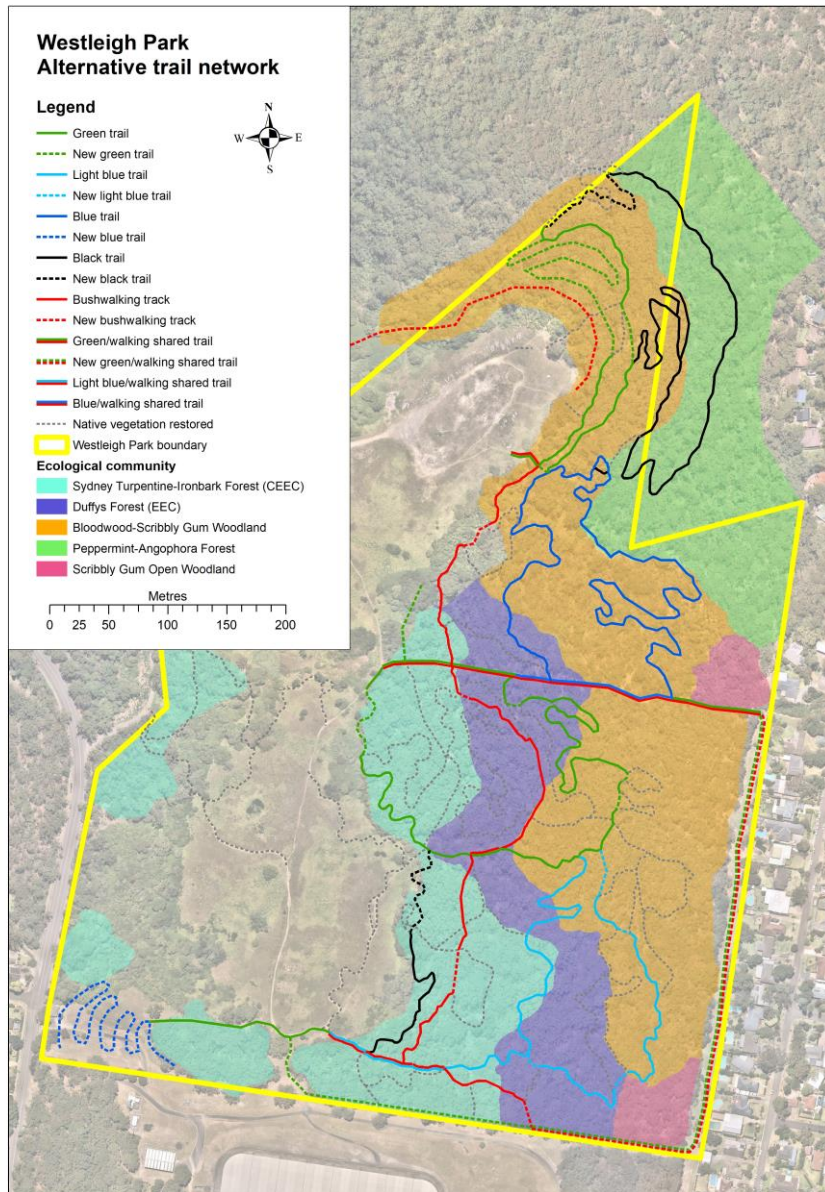 Westleigh Park
Alternative trail network
Legend
N
W E
S
Green trail
New green trail
Light blue trail
New light blue trail
Blue trail
New blue trail
Black trail
New black trail
Bushwalking track
New bushwalking track
Green/walking shared trail
New green/walking shared trail
Light blue/walking shared trail
Blue/walking shared trail
Native vegetation restored
Westleigh Park boundary
Ecological community
Sydney Turpentine-Ironbark Forest (CEEC)
Duffys Forest (EEC)
Bloodwood-Scribbly Gum Woodland
Peppermint-Angophora Forest
Scribbly Gum Open Woodland
Metres
0 25 50 100 150 200